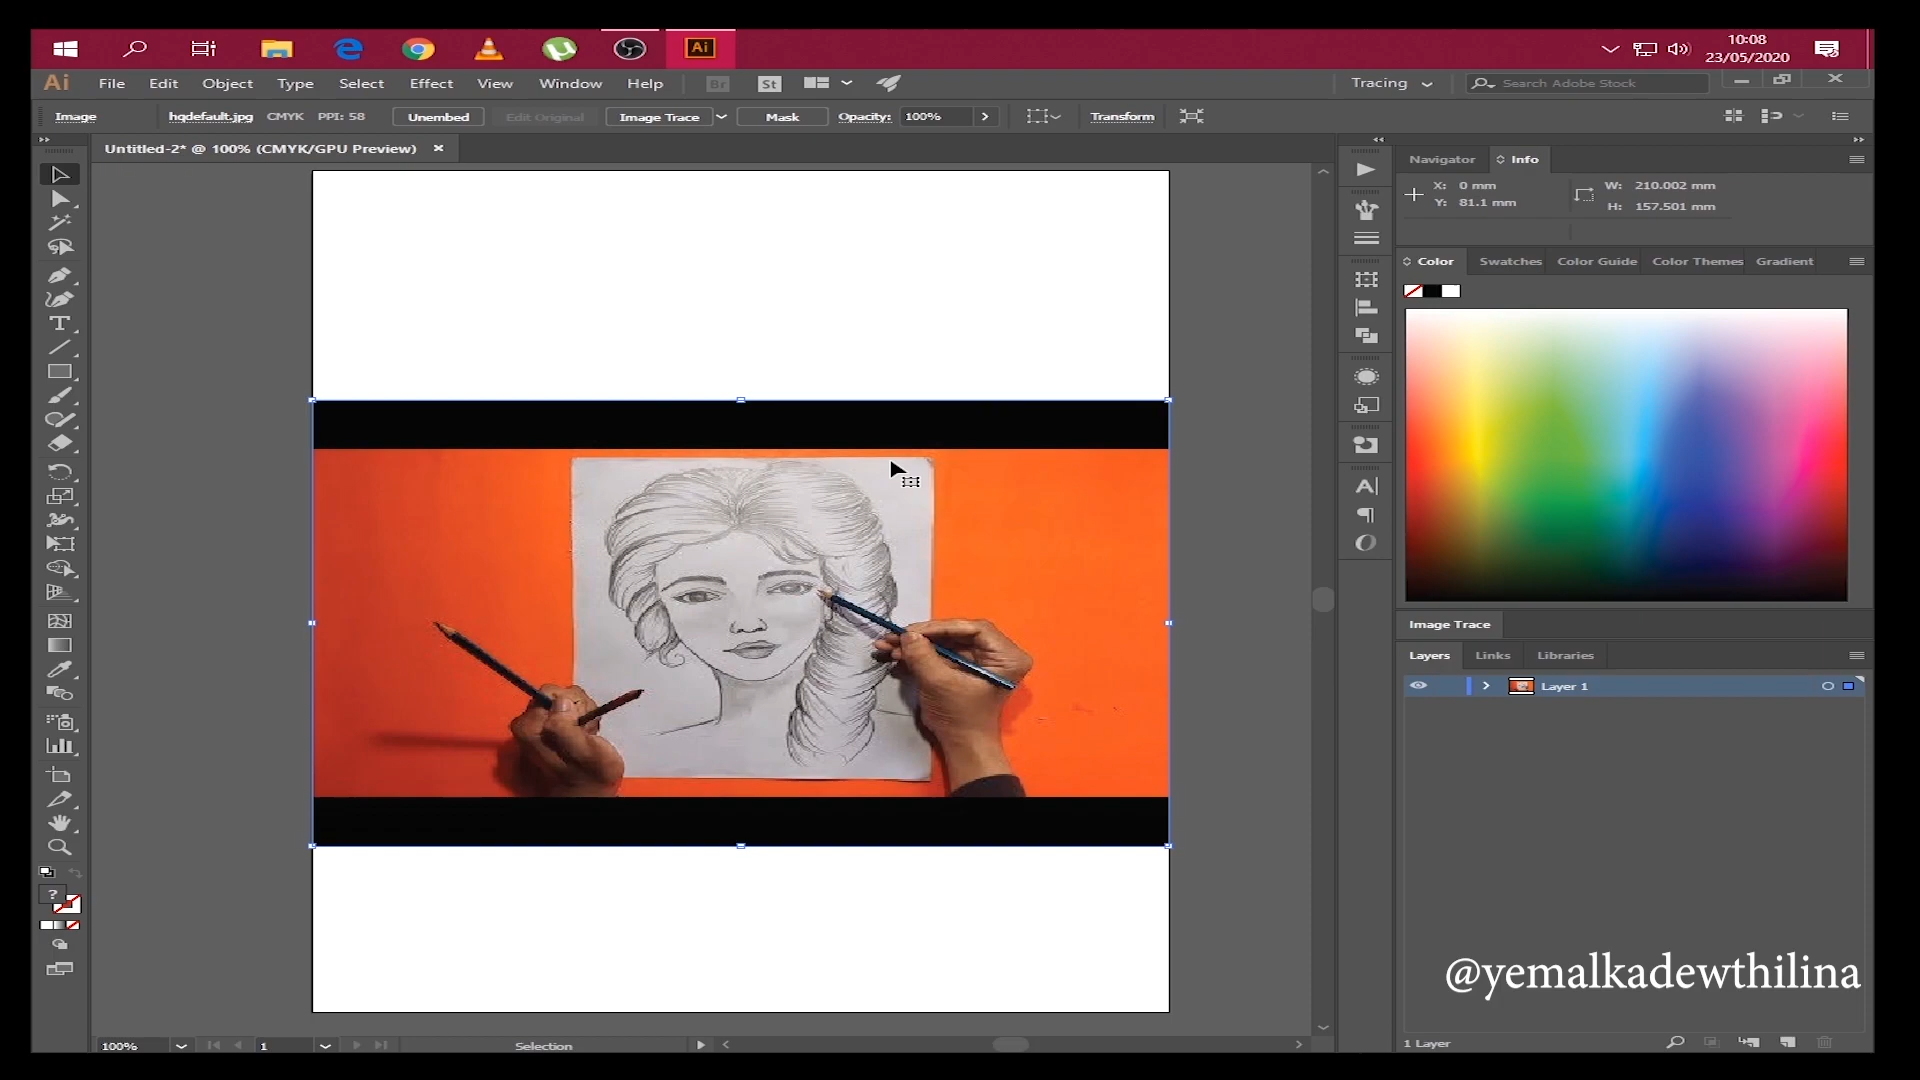 Ai
10:08
23/05/2020
Ai File Edit Object Type Select Effect View Window Help Br St Tracing Search Adobe Stock
Image hqdefault.jpg CMYK PPI: 58 Unembed Edit Original Image Trace Mask Opacity: 100% Transform
Untitled-2* @ 100% (CMYK/GPU Preview)
Navigator Info
X: 0 mm W: 210.002 mm
Y: 81.1 mm H: 157.501 mm
Color Swatches Color Guide Color Themes Gradient
Image Trace
Layers Links Libraries
Layer 1
@yemalkadewthilina
100% 1 Selection 1 Layer